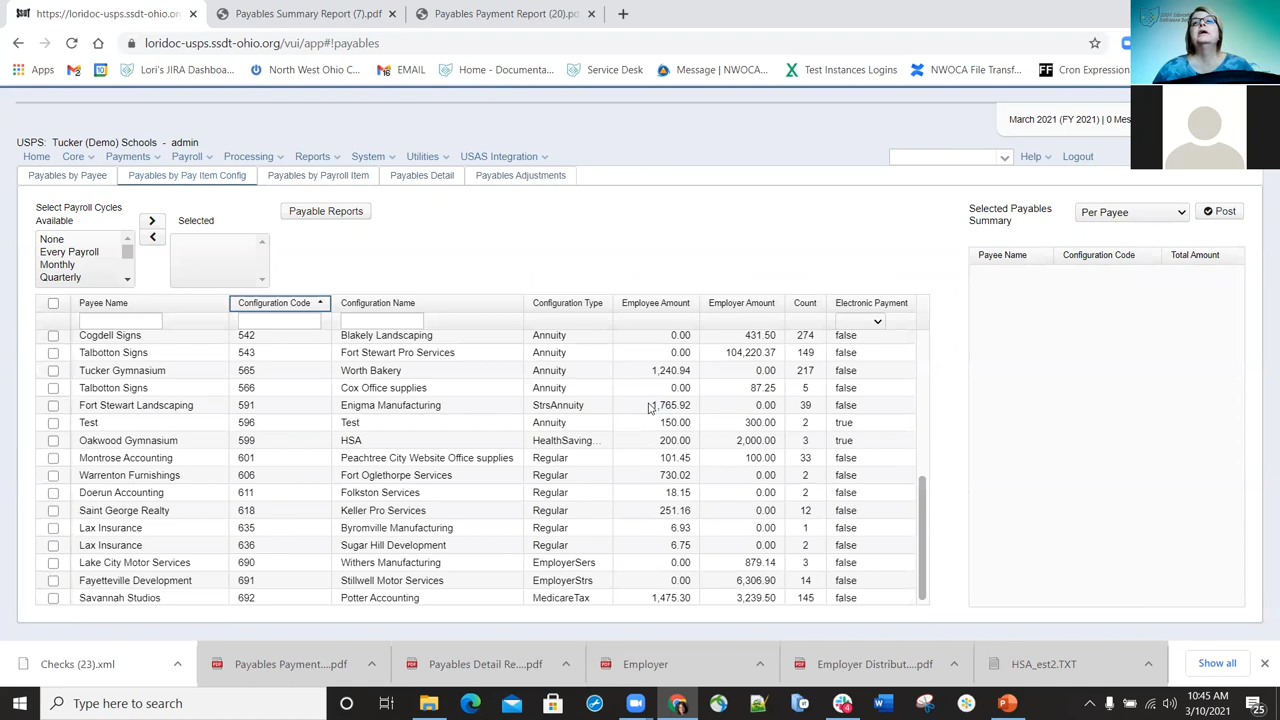 https://loridoc-usps.ssdt-ohio.org/
Payables Summary Report (7).pdf
Payables Payment Report (20).pdf
loridoc-usps.ssdt-ohio.org/vui/app#!payables
Apps
Lori's JIRA Dashboa...
North West Ohio C...
EMAIL
Home - Documenta...
Service Desk
Message | NWOCA...
Test Instances Logins
NWOCA File Transf...
Cron Expression
March 2021 (FY 2021) | 0 Mes
USPS: Tucker (Demo) Schools - admin
Home Core Payments Payroll Processing Reports System Utilities USAS Integration Help Logout
Payables by Payee Payables by Pay Item Config Payables by Payroll Item Payables Detail Payables Adjustments
Select Payroll Cycles
Available Selected
Payable Reports
Selected Payables Summary
Per Payee
Post
None
Every Payroll
Monthly
Quarterly
Payee Name Configuration Code Total Amount
Payee Name Configuration Code Configuration Name Configuration Type Employee Amount Employer Amount Count Electronic Payment
Cogdell Signs 542 Blakely Landscaping Annuity 0.00 431.50 274 false
Talbotton Signs 543 Fort Stewart Pro Services Annuity 0.00 104,220.37 149 false
Tucker Gymnasium 565 Worth Bakery Annuity 1,240.94 0.00 217 false
Talbotton Signs 566 Cox Office supplies Annuity 0.00 87.25 5 false
Fort Stewart Landscaping 591 Enigma Manufacturing StrsAnnuity 1,765.92 0.00 39 false
Test 596 Test Annuity 150.00 300.00 2 true
Oakwood Gymnasium 599 HSA HealthSaving... 200.00 2,000.00 3 true
Montrose Accounting 601 Peachtree City Website Office supplies Regular 101.45 100.00 33 false
Warrenton Furnishings 606 Fort Oglethorpe Services Regular 730.02 0.00 2 false
Doerun Accounting 611 Folkston Services Regular 18.15 0.00 2 false
Saint George Realty 618 Keller Pro Services Regular 251.16 0.00 12 false
Lax Insurance 635 Byromville Manufacturing Regular 6.93 0.00 1 false
Lax Insurance 636 Sugar Hill Development Regular 6.75 0.00 2 false
Lake City Motor Services 690 Withers Manufacturing EmployerSers 0.00 879.14 3 false
Fayetteville Development 691 Stillwell Motor Services EmployerStrs 0.00 6,306.90 14 false
Savannah Studios 692 Potter Accounting MedicareTax 1,475.30 3,239.50 145 false
Checks (23).xml
Payables Payment....pdf
Payables Detail Re....pdf
Employer
Employer Distribut....pdf
HSA_est2.TXT
Show all
Type here to search
10:45 AM
3/10/2021
25